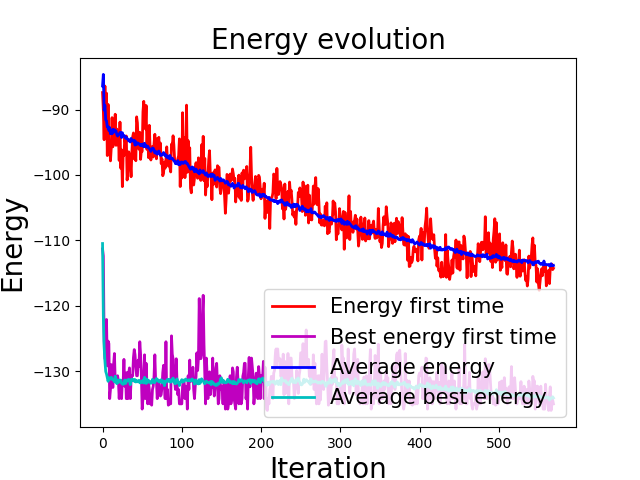 Energy evolution
Energy
−90
−100
−110
−120
−130
Energy first time
Best energy first time
Average energy
Average best energy
0 100 200 300 400 500
Iteration